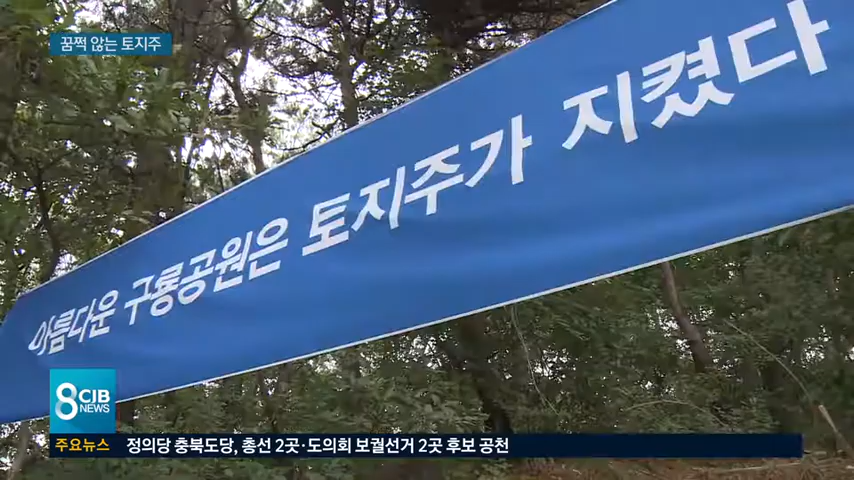 꿈쩍 않는 토지주
아름다운 구룡공원은 토지주가 지켰다
8 CJB
NEWS
주요뉴스 정의당 충북도당, 총선 2곳·도의회 보궐선거 2곳 후보 공천